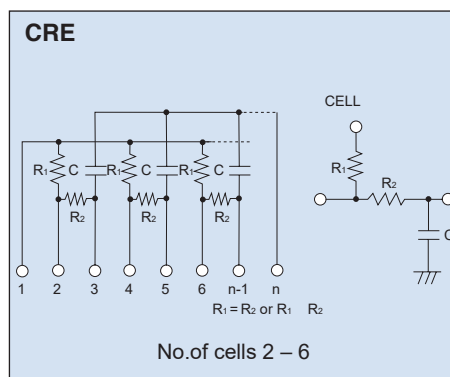 CRE
CELL
R1 C R1 C R1 C
R2 R2 R2
R1
R2
C
1 2 3 4 5 6 n-1 n
R1 = R2 or R1 R2
No.of cells 2 – 6